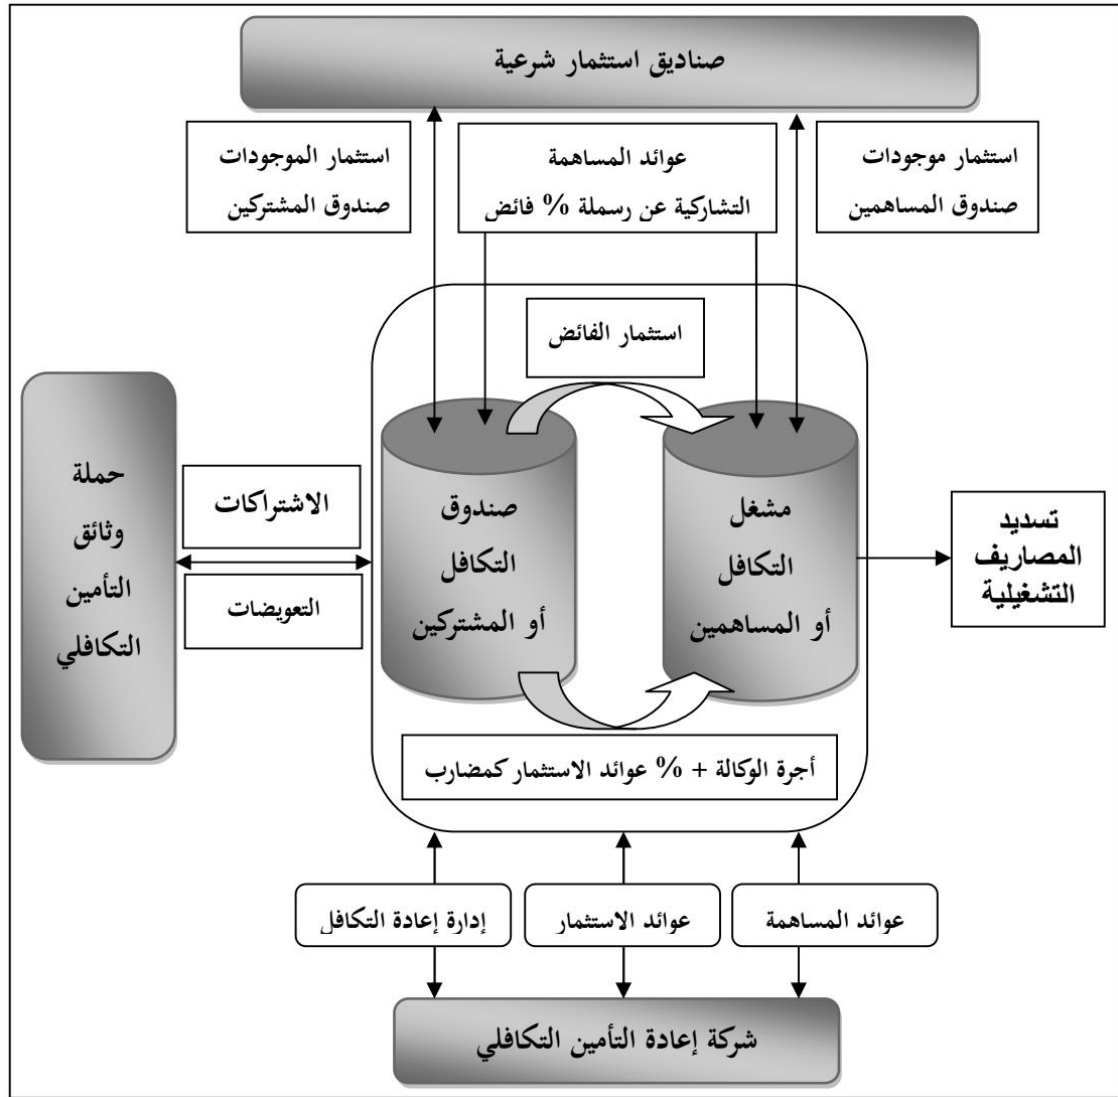 صناديق استثمار شرعية
استثمار موجودات
صندوق المساهمين
عوائد المساهمة
التشاركية عن رسملة % فائض
استثمار الموجودات
صندوق المشتركين
استثمار الفائض
تسديد
المصاريف
التشغيلية
مشغل
التكافل
أو المساهمين
صندوق
التكافل
أو المشتركين
الاشتراكات
التعويضات
حملة
وثائق
التأمين
التكافلي
أجرة الوكالة + % عوائد الاستثمار كمضارب
عوائد المساهمة
عوائد الاستثمار
إدارة إعادة التكافل
شركة إعادة التأمين التكافلي